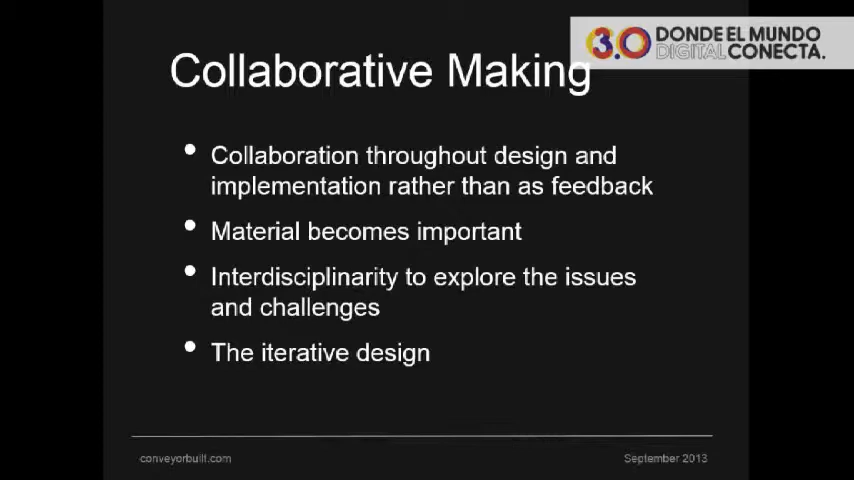 3.0 DONDE EL MUNDO
DIGITAL CONECTA.
Collaborative Making
• Collaboration throughout design and
implementation rather than as feedback
• Material becomes important
• Interdisciplinarity to explore the issues
and challenges
• The iterative design
conveyorbuilt.com
September 2013